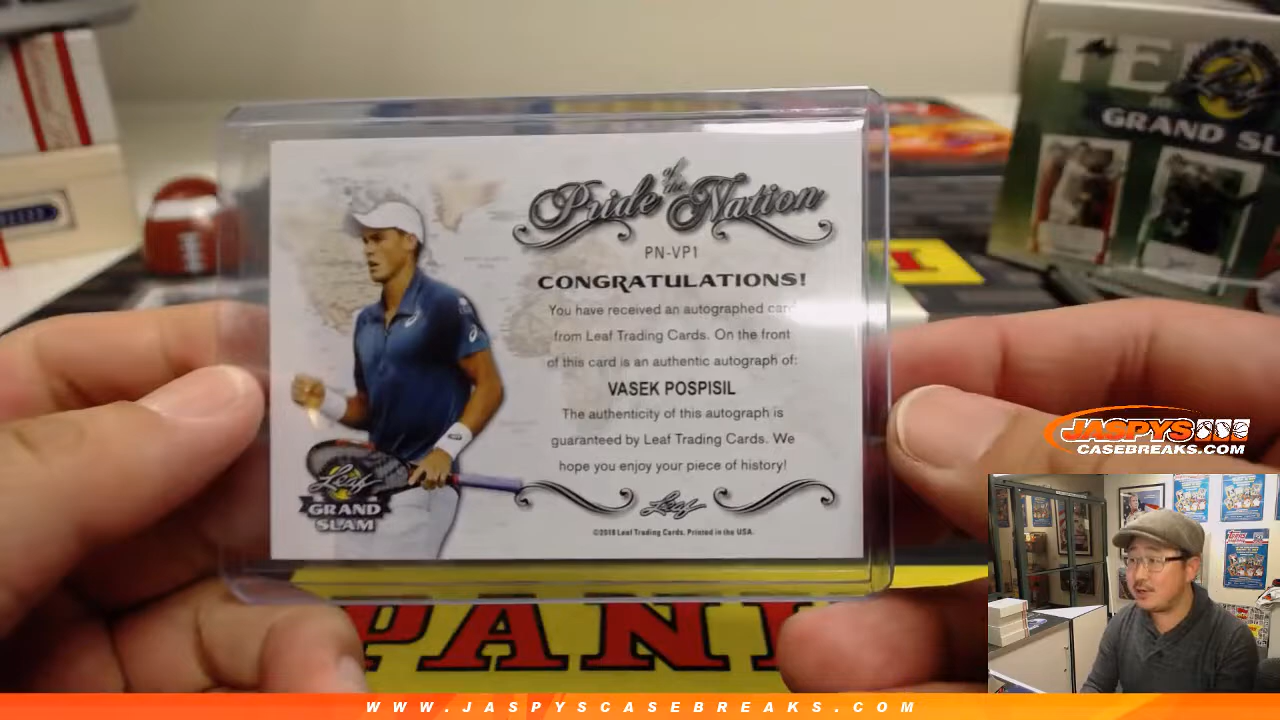 Pride of the Nation
PN-VP1
CONGRATULATIONS!
You have received an autographed card
from Leaf Trading Cards. On the front
of this card is an authentic autograph of:
VASEK POSPISIL
The authenticity of this autograph is
guaranteed by Leaf Trading Cards. We
hope you enjoy your piece of history!
Leaf
©2018 Leaf Trading Cards. Printed in the USA.
Leaf
GRAND
SLAM
TE
Leaf
GRAND SL
PANI
JASPYS
CASEBREAKS.COM
WWW.JASPYSCASEBREAKS.COM